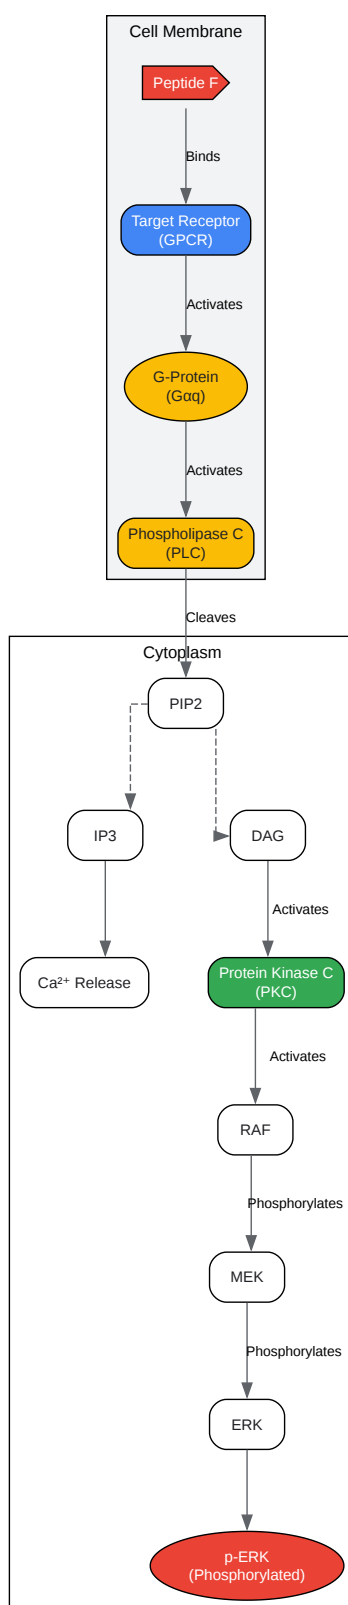 Cell Membrane
Peptide F
Binds
Target Receptor
(GPCR)
Activates
G-Protein
(Gαq)
Activates
Phospholipase C
(PLC)
Cleaves
Cytoplasm
PIP2
IP3
DAG
Activates
Ca²⁺ Release
Protein Kinase C
(PKC)
Activates
RAF
Phosphorylates
MEK
Phosphorylates
ERK
p-ERK
(Phosphorylated)